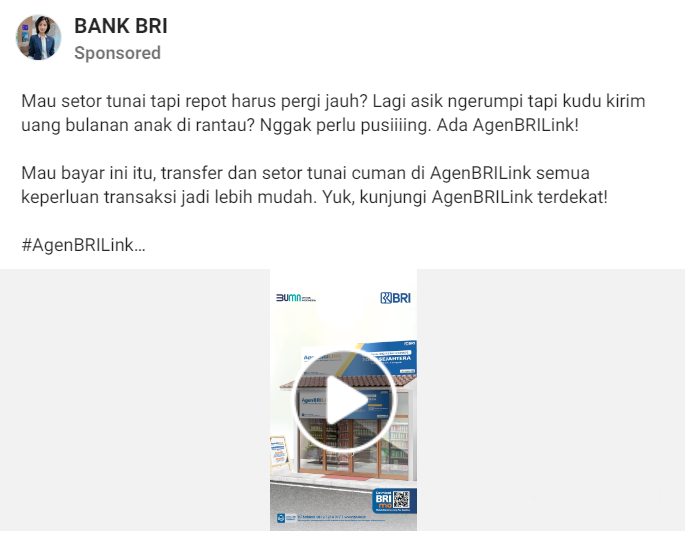 BANK BRI
Sponsored
Mau setor tunai tapi repot harus pergi jauh? Lagi asik ngerumpi tapi kudu kirim
uang bulanan anak di rantau? Nggak perlu pusiiiing. Ada AgenBRILink!
Mau bayar ini itu, transfer dan setor tunai cuman di AgenBRILink semua
keperluan transaksi jadi lebih mudah. Yuk, kunjungi AgenBRILink terdekat!
#AgenBRILink...
BUMN
BRI
BRI
SEJAHTERA
AgenBRILink
BRI
mo